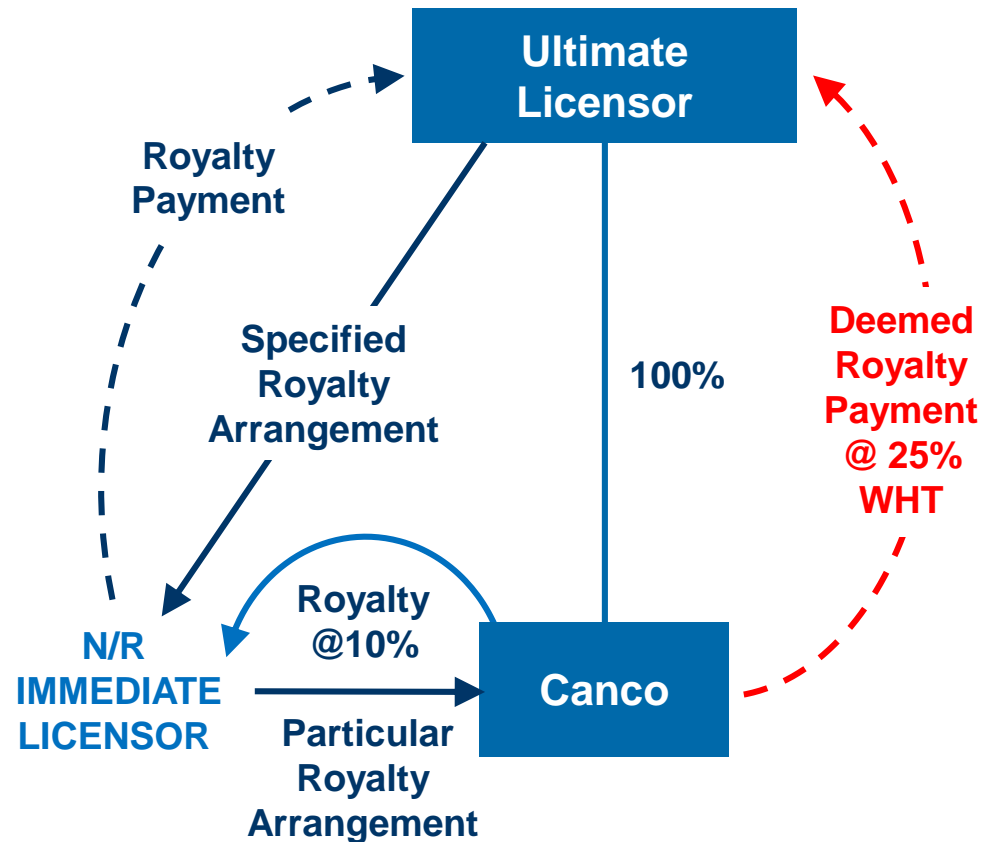 Ultimate
Licensor
Royalty
Payment
Specified
Royalty
Arrangement
100%
Deemed
Royalty
Payment
@ 25%
WHT
Royalty
@10%
N/R
IMMEDIATE
LICENSOR
Canco
Particular
Royalty
Arrangement